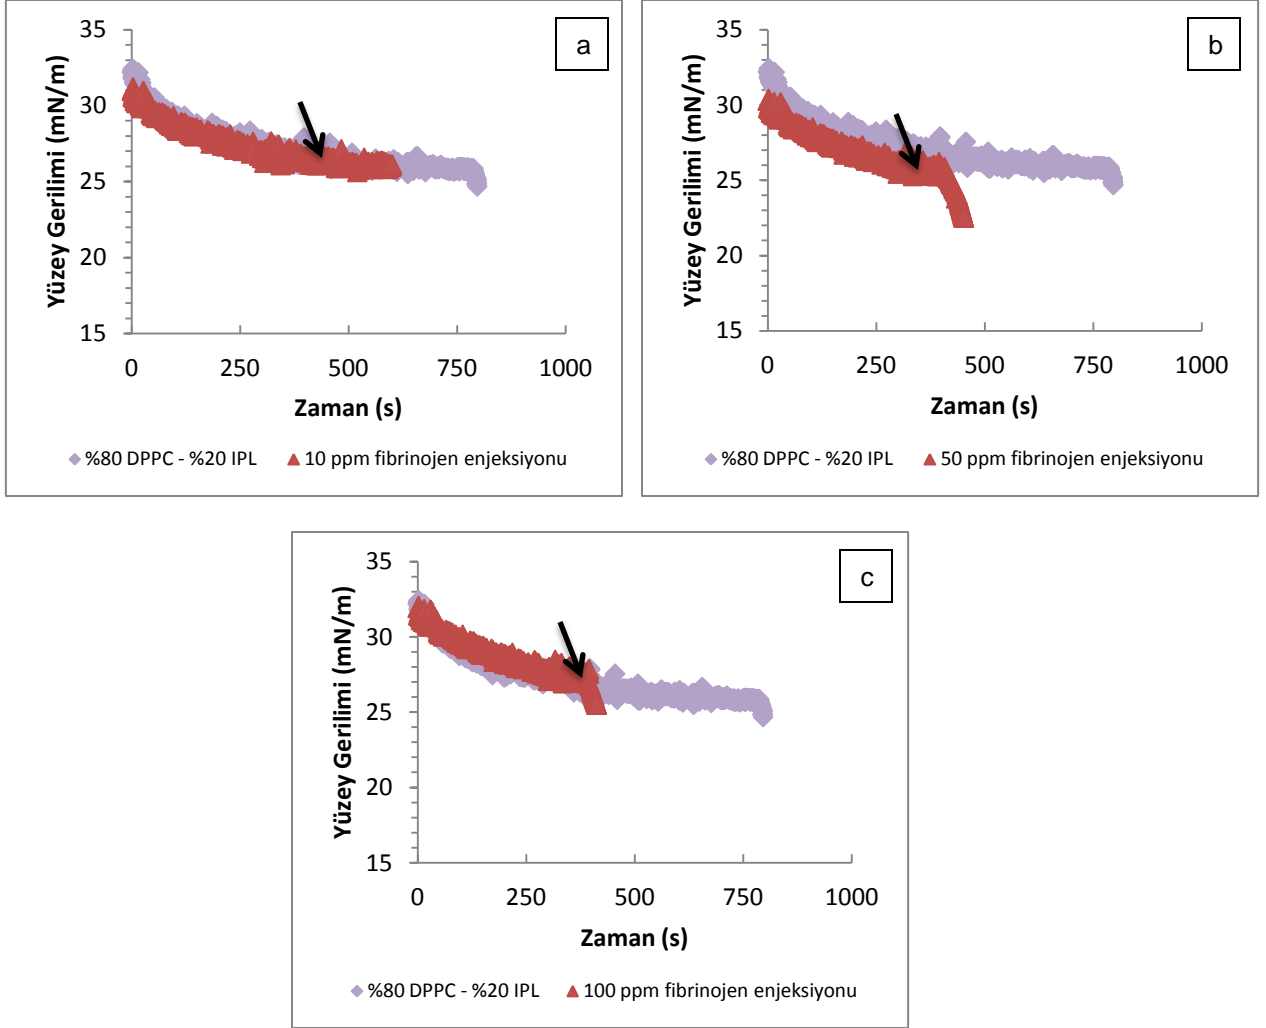 a
Yüzey Gerilimi (mN/m)
35
30
25
20
15
0 250 500 750 1000
Zaman (s)
%80 DPPC - %20 IPL 10 ppm fibrinojen enjeksiyonu
b
Yüzey Gerilimi (mN/m)
35
30
25
20
15
0 250 500 750 1000
Zaman (s)
%80 DPPC - %20 IPL 50 ppm fibrinojen enjeksiyonu
c
Yüzey Gerilimi (mN/m)
35
30
25
20
15
0 250 500 750 1000
Zaman (s)
%80 DPPC - %20 IPL 100 ppm fibrinojen enjeksiyonu